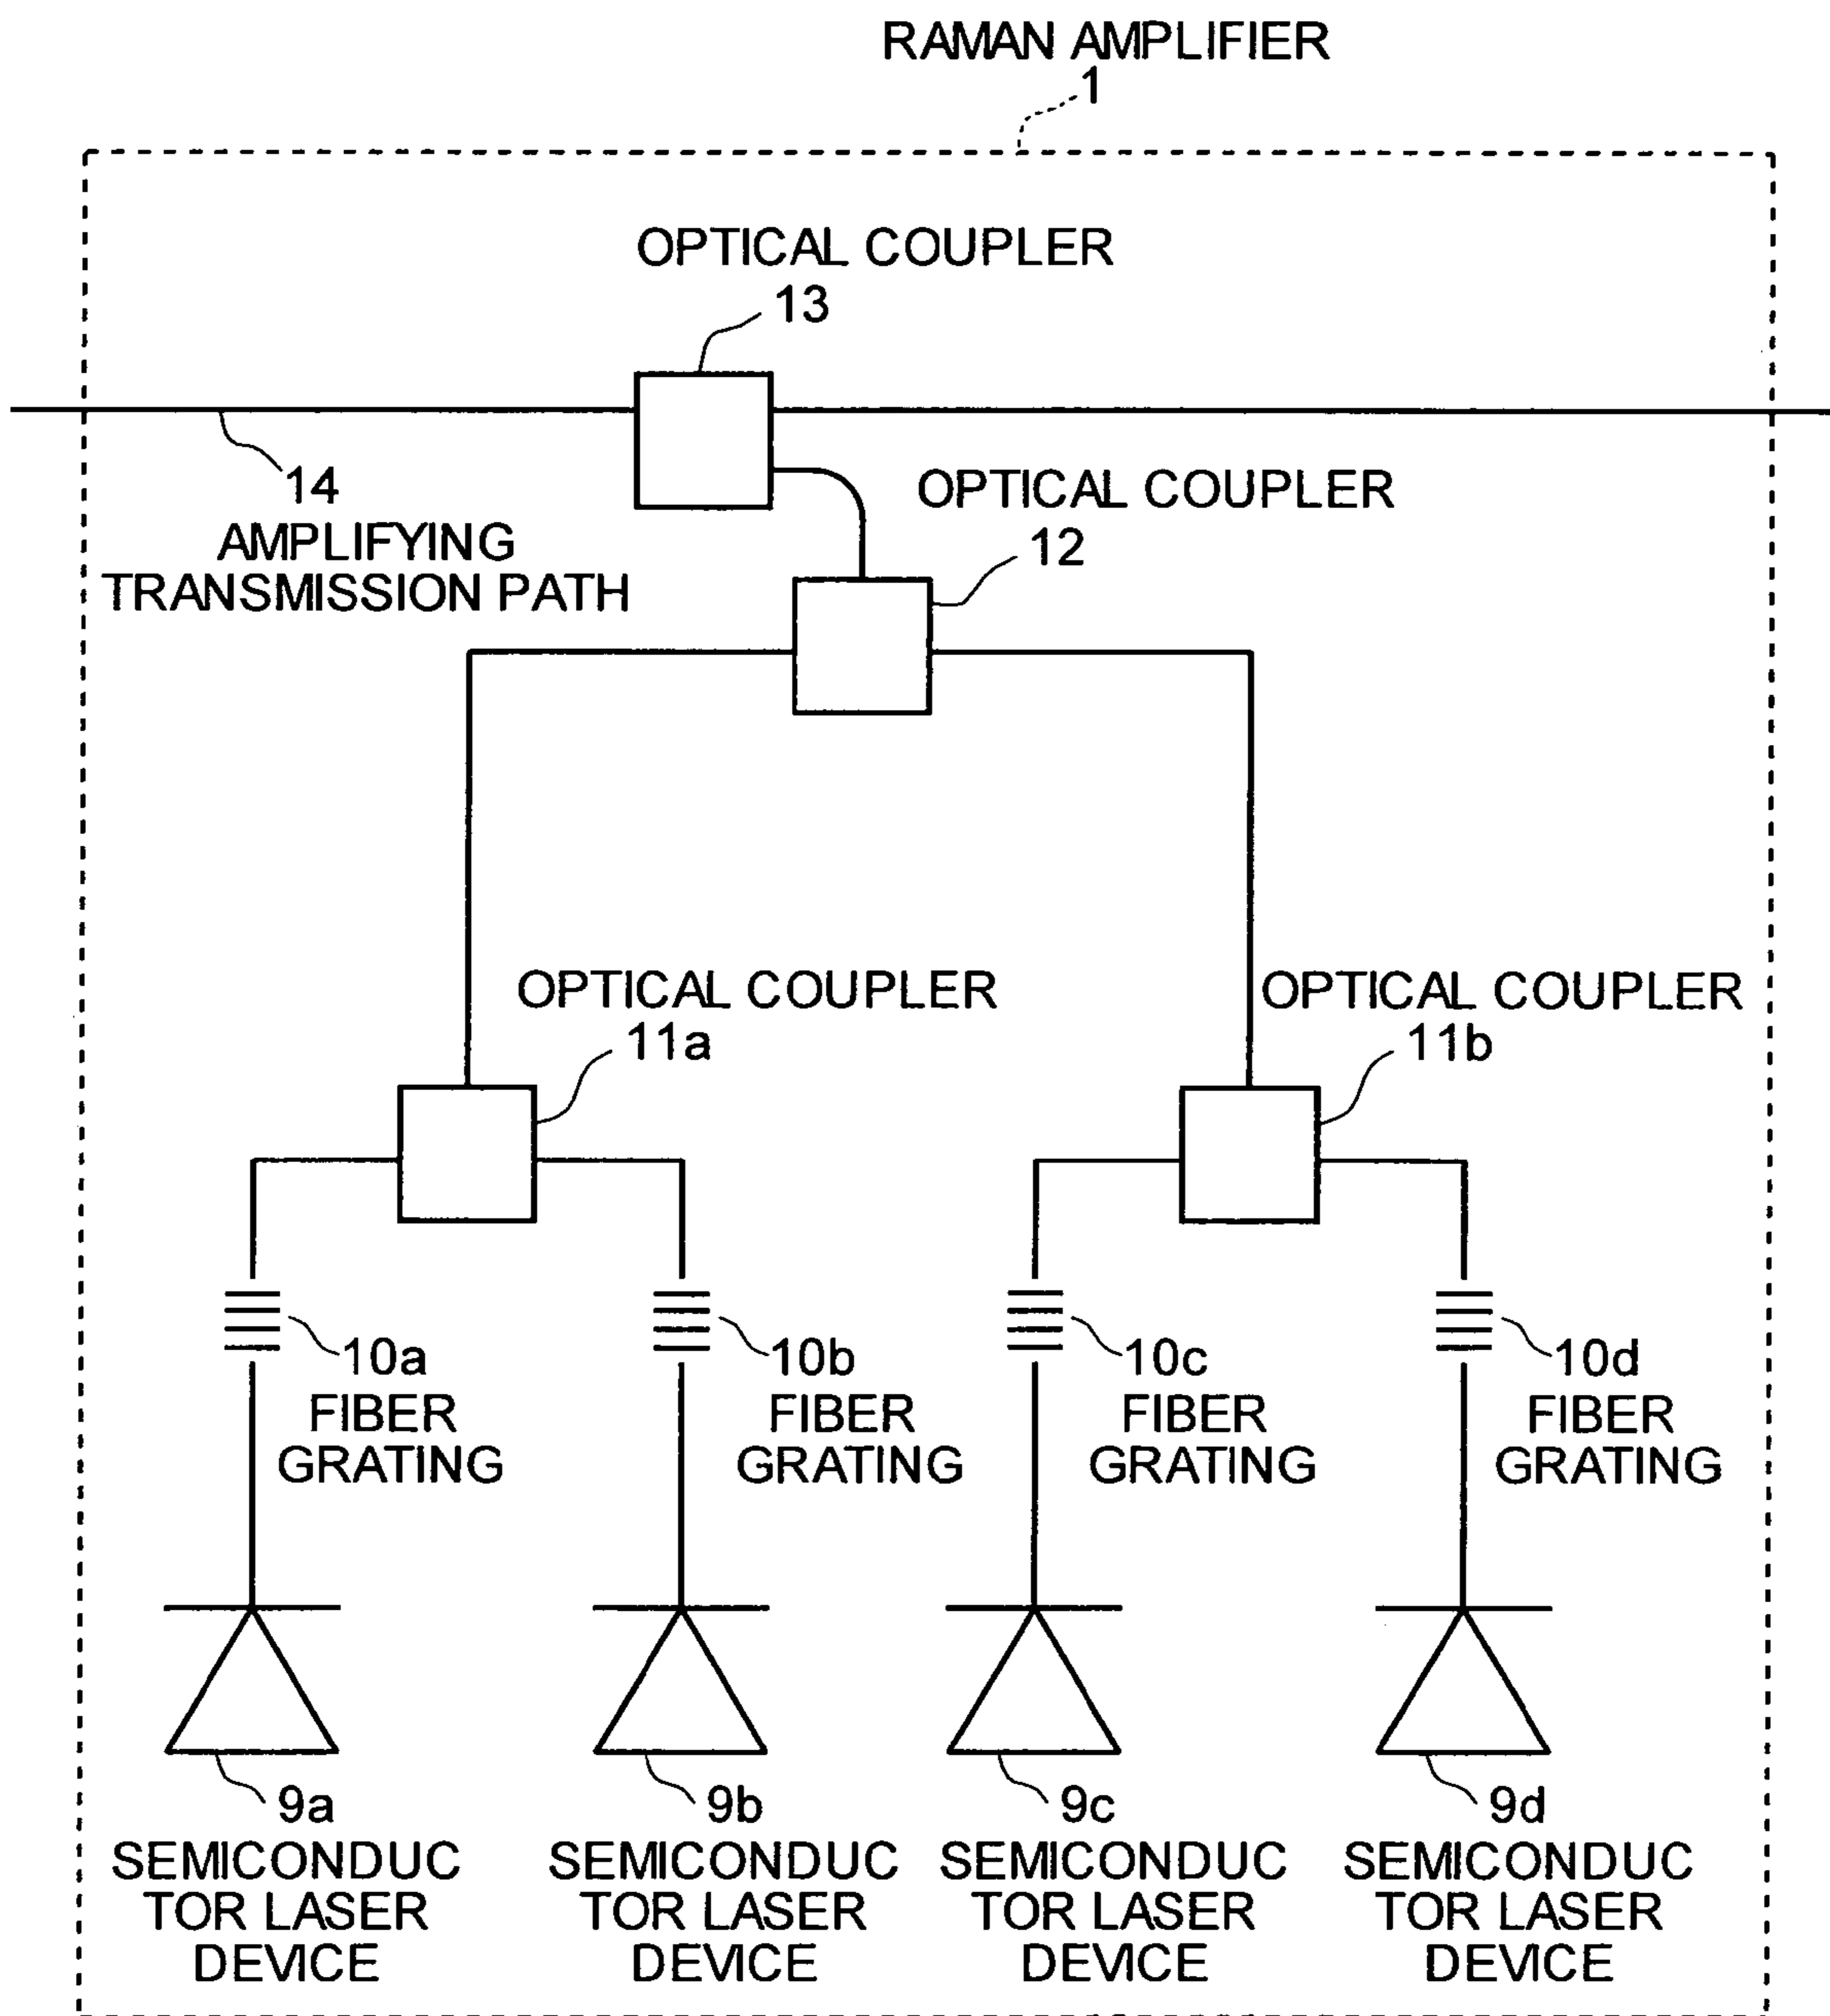 RAMAN AMPLIFIER
1
OPTICAL COUPLER
13
14
AMPLIFYING
TRANSMISSION PATH
OPTICAL COUPLER
12
OPTICAL COUPLER
11a
OPTICAL COUPLER
11b
10a
FIBER
GRATING
10b
FIBER
GRATING
10c
FIBER
GRATING
10d
FIBER
GRATING
9a
SEMICONDUC
TOR LASER
DEVICE
9b
SEMICONDUC
TOR LASER
DEVICE
9c
SEMICONDUC
TOR LASER
DEVICE
9d
SEMICONDUC
TOR LASER
DEVICE